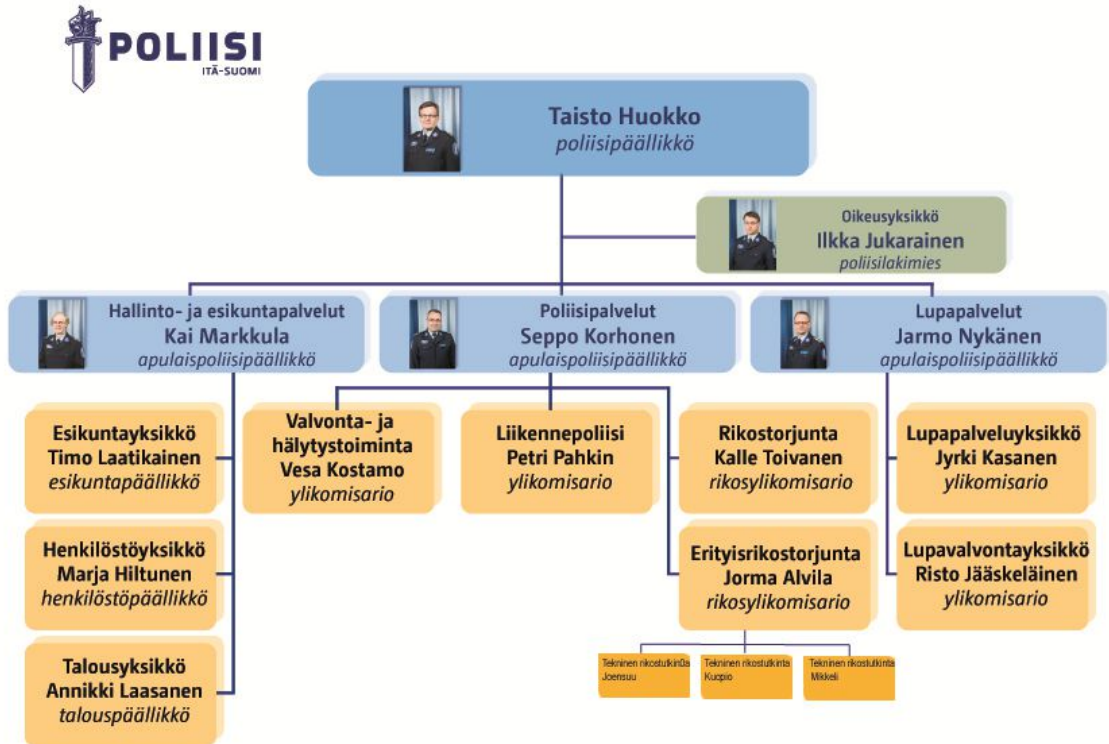 POLIISI
ITÄ-SUOMI
Taisto Huokko
poliisipäällikkö
Oikeusyksikkö
Ilkka Jukarainen
poliisilakimies
Hallinto- ja esikuntapalvelut
Kai Markkula
apulaispoliisipäällikkö
Poliisipalvelut
Seppo Korhonen
apulaispoliisipäällikkö
Lupapalvelut
Jarmo Nykänen
apulaispoliisipäällikkö
Esikuntayksikkö
Timo Laatikainen
esikuntapäällikkö
Valvonta- ja
hälytystoiminta
Vesa Kostamo
ylikomisario
Liikennepoliisi
Petri Pahkin
ylikomisario
Rikostorjunta
Kalle Toivanen
rikosylikomisario
Lupapalveluyksikkö
Jyrki Kasanen
ylikomisario
Henkilöstöyksikkö
Marja Hiltunen
henkilöstöpäällikkö
Erityisrikostorjunta
Jorma Alvila
rikosylikomisario
Lupavalvontayksikkö
Risto Jääskeläinen
ylikomisario
Talousyksikkö
Annikki Laasanen
talouspäällikkö
Tekninen
Joensuu
Tekninen rikostutkinta
Kuopio
Tekninen rikostutkinta
Mikkeli